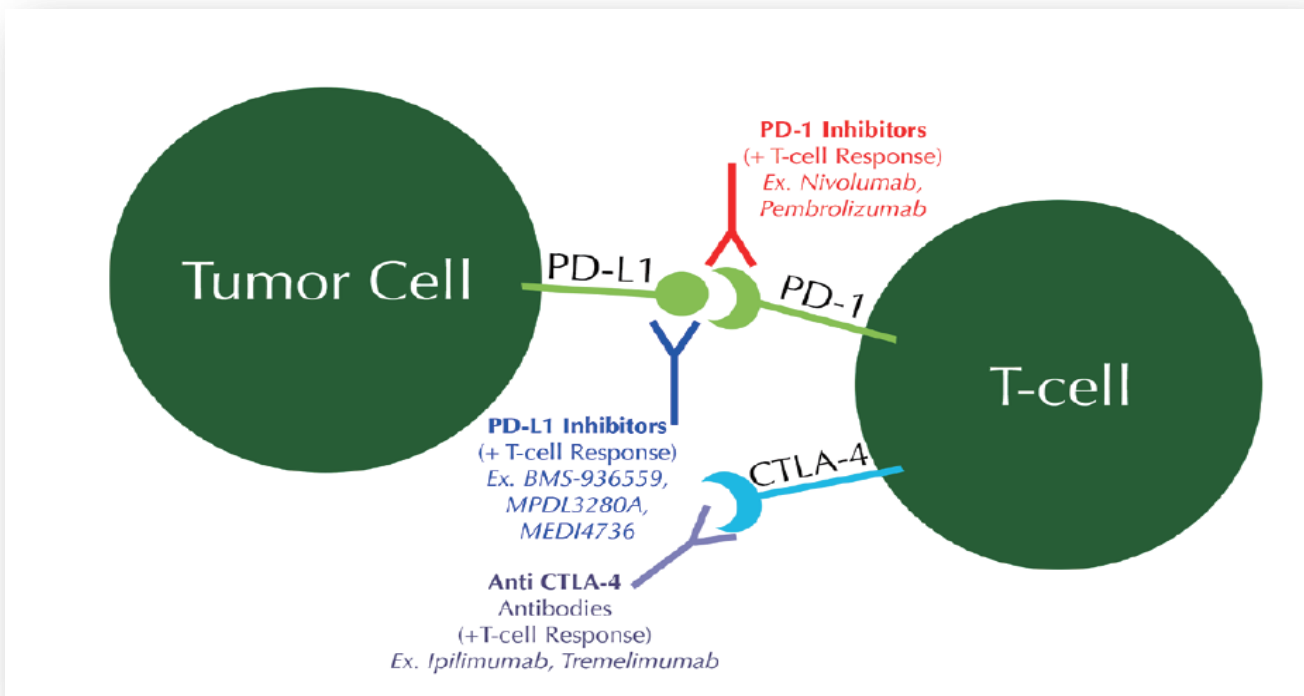 PD-1 Inhibitors
(+ T-cell Response)
Ex. Nivolumab,
Pembrolizumab
Tumor Cell
PD-L1
PD-1
T-cell
PD-L1 Inhibitors
(+ T-cell Response)
Ex. BMS-936559,
MPDL3280A,
MEDI4736
CTLA-4
Anti CTLA-4
Antibodies
(+T-cell Response)
Ex. Ipilimumab, Tremelimumab